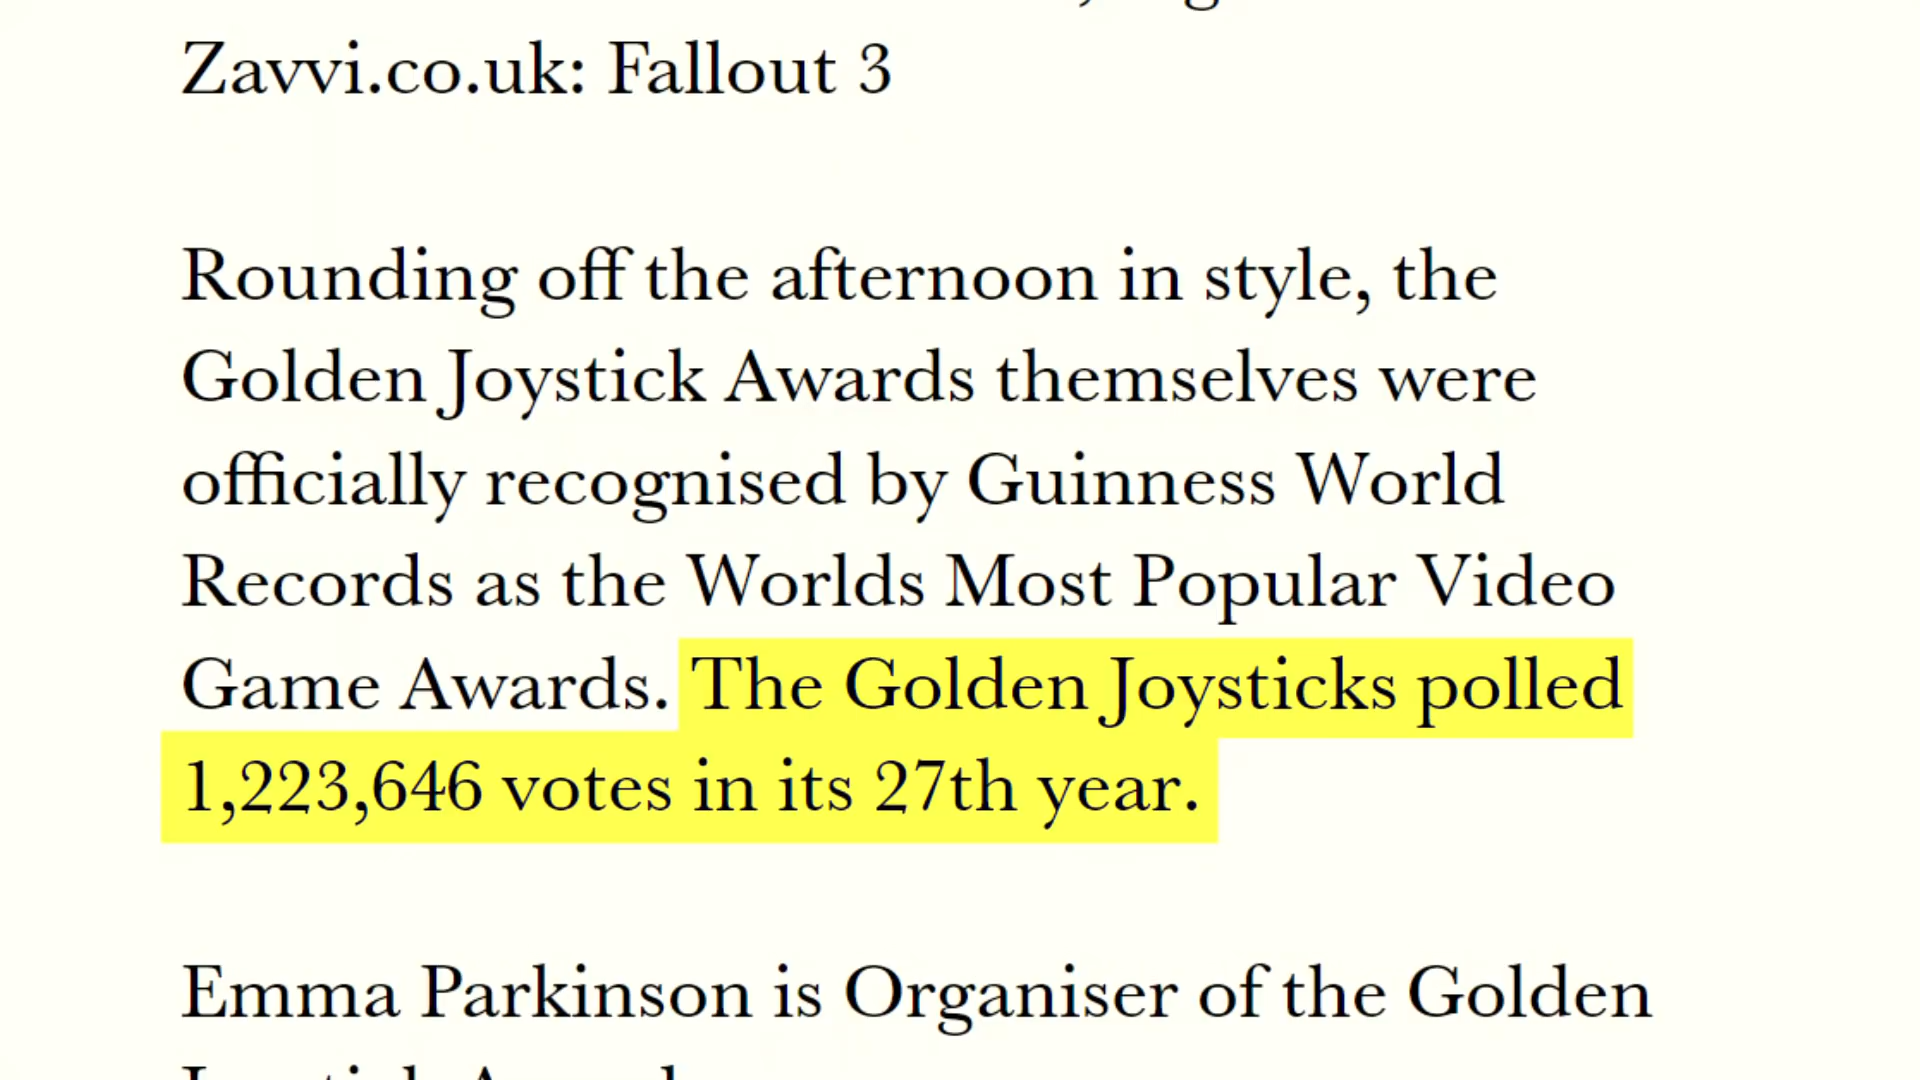 Zavvi.co.uk: Fallout 3
Rounding off the afternoon in style, the
Golden Joystick Awards themselves were
officially recognised by Guinness World
Records as the Worlds Most Popular Video
Game Awards. The Golden Joysticks polled
1,223,646 votes in its 27th year.
Emma Parkinson is Organiser of the Golden